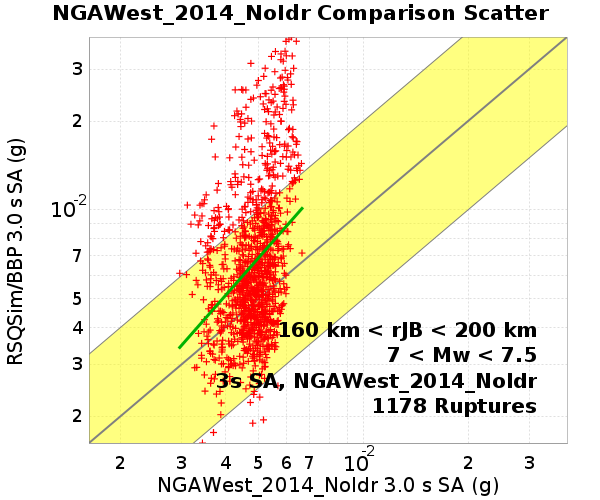 NGAWest_2014_NoIdr Comparison Scatter
RSQSim/BBP 3.0 s SA (g)
3
2
10-2
7
5
4
3
2
160 km < rJB < 200 km
7 < Mw < 7.5
3s SA, NGAWest_2014_NoIdr
1178 Ruptures
2 3 4 5 6 7 10-2 2 3
NGAWest_2014_NoIdr 3.0 s SA (g)